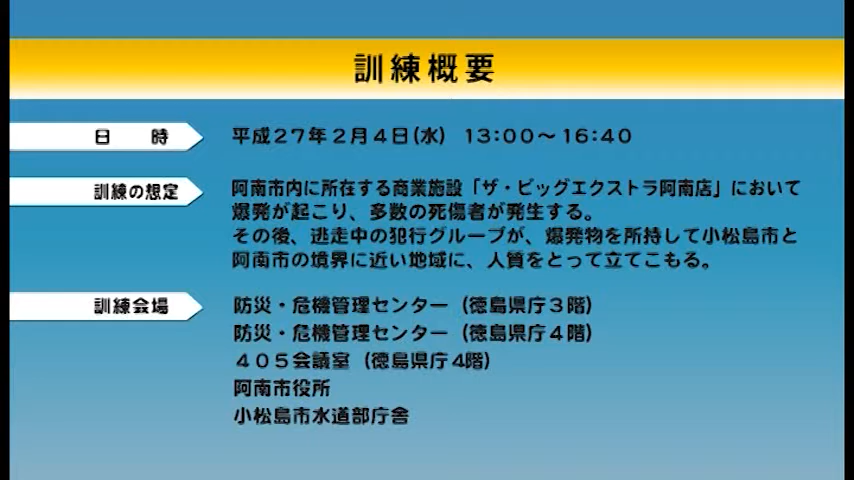 訓練概要
日　時
平成２７年２月４日(水)　１３:００～１６:４０
訓練の想定
阿南市内に所在する商業施設「ザ・ビッグエクストラ阿南店」において
爆発が起こり、多数の死傷者が発生する。
その後、逃走中の犯行グループが、爆発物を所持して小松島市と
阿南市の境界に近い地域に、人質をとって立てこもる。
訓練会場
防災・危機管理センター（徳島県庁３階）
防災・危機管理センター（徳島県庁４階）
４０５会議室（徳島県庁４階）
阿南市役所
小松島市水道部庁舎